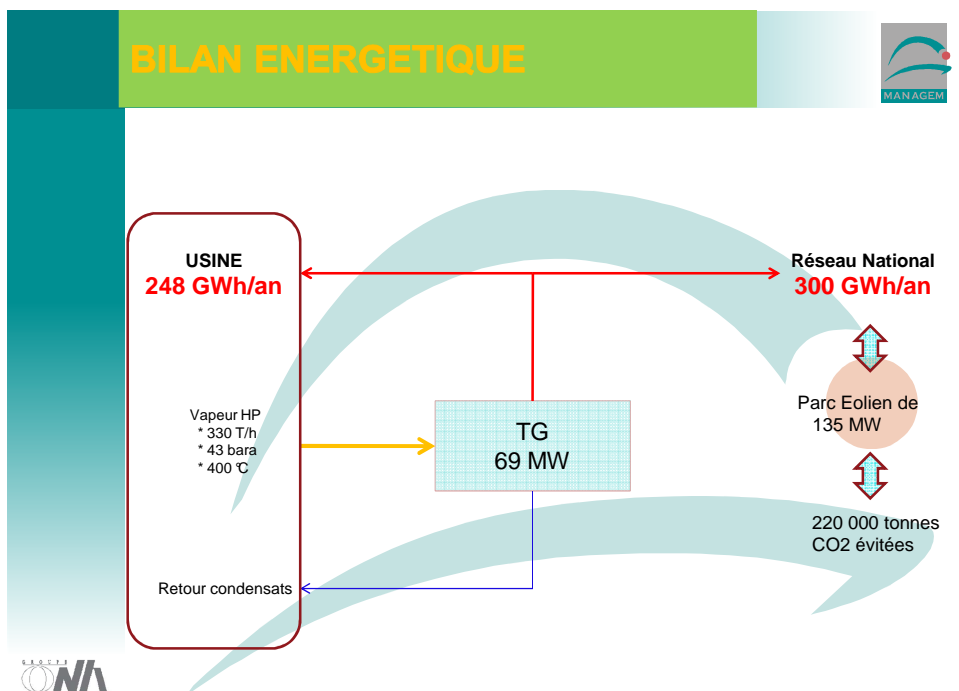 BILAN ENERGETIQUE
MANAGEM
USINE
248 GWh/an
Réseau National
300 GWh/an
Vapeur HP
* 330 T/h
* 43 bara
* 400 °C
TG
69 MW
Parc Eolien de
135 MW
220 000 tonnes
CO2 évitées
Retour condensats
GROUPE
ONA